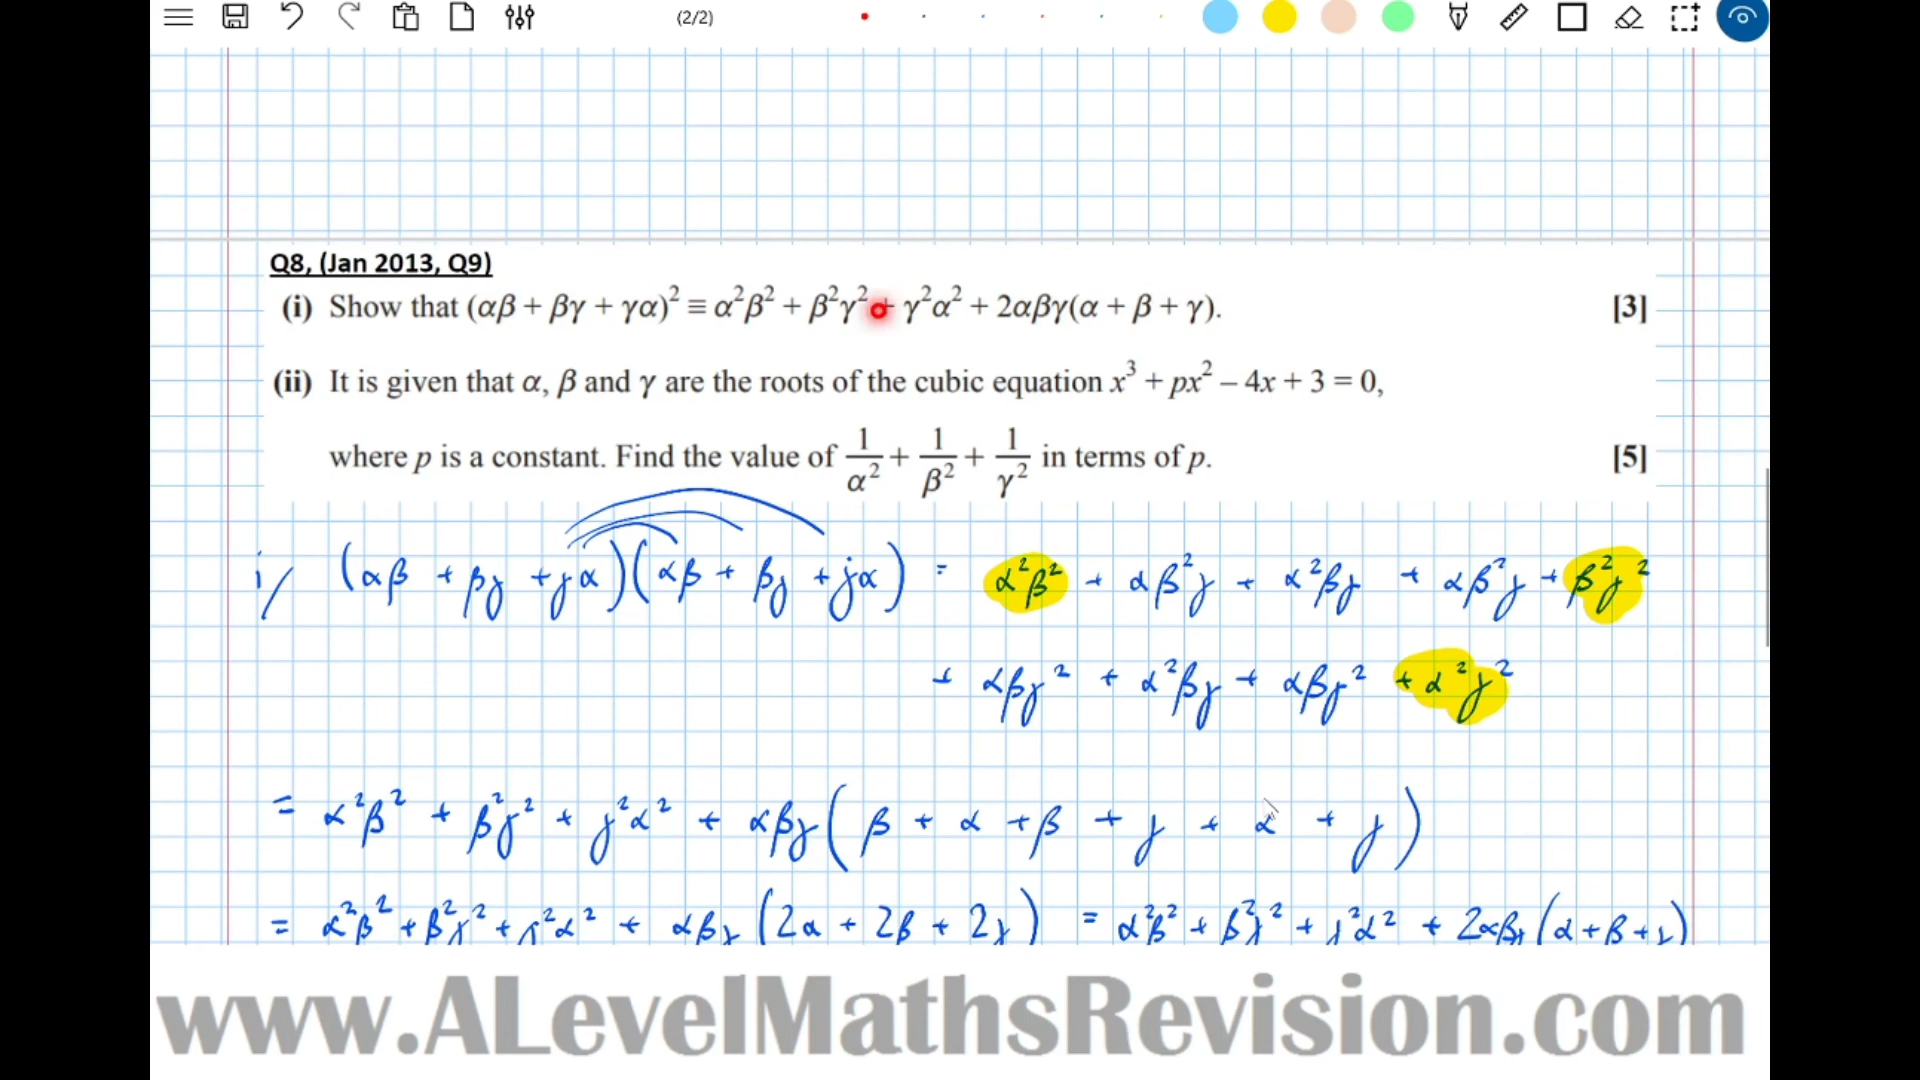 (2/2)
Q8, (Jan 2013, Q9)
(i) Show that (αβ + βγ + γα)² ≡ α²β² + β²γ² + γ²α² + 2αβγ(α + β + γ). [3]
(ii) It is given that α, β and γ are the roots of the cubic equation x³ + px² – 4x + 3 = 0,
where p is a constant. Find the value of 1/α² + 1/β² + 1/γ² in terms of p. [5]
i/ (αβ + βγ + γα)(αβ + βγ + γα) = α²β² + αβ²γ + α²βγ + αβ²γ + β²γ²
+ αβγ² + α²βγ + αβγ² + α²γ²
= α²β² + β²γ² + γ²α² + αβγ(β + α + β + γ + α + γ)
= α²β² + β²γ² + γ²α² + αβγ(2α + 2β + 2γ) = α²β² + β²γ² + γ²α² + 2αβγ(α + β + γ)
www.ALevelMathsRevision.com